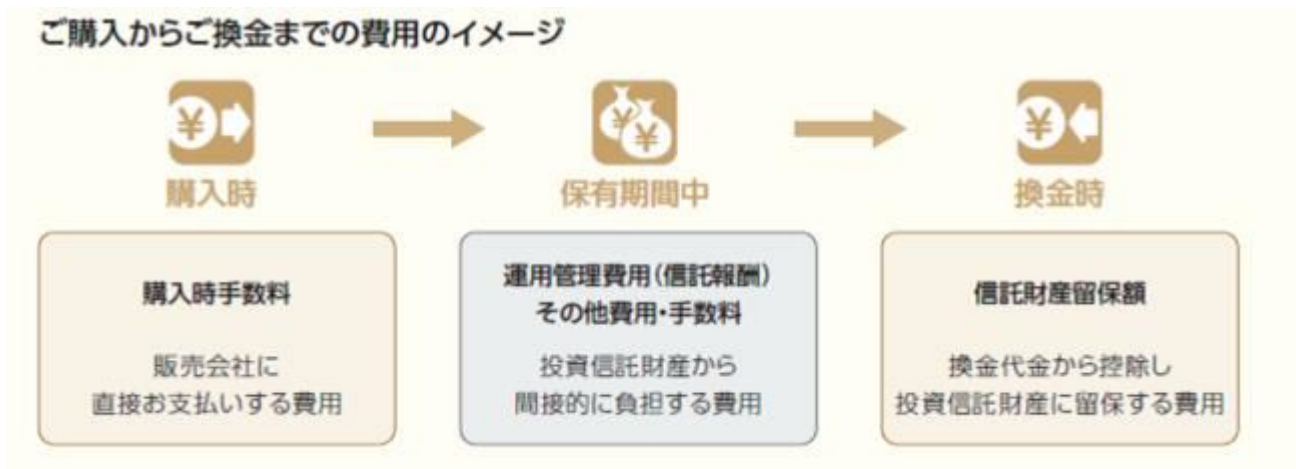 ご購入からご換金までの費用のイメージ
¥
¥
¥
¥
購入時
保有期間中
換金時
購入時手数料
販売会社に
直接お支払いする費用
運用管理費用(信託報酬)
その他費用・手数料
投資信託財産から
間接的に負担する費用
信託財産留保額
換金代金から控除し
投資信託財産に留保する費用